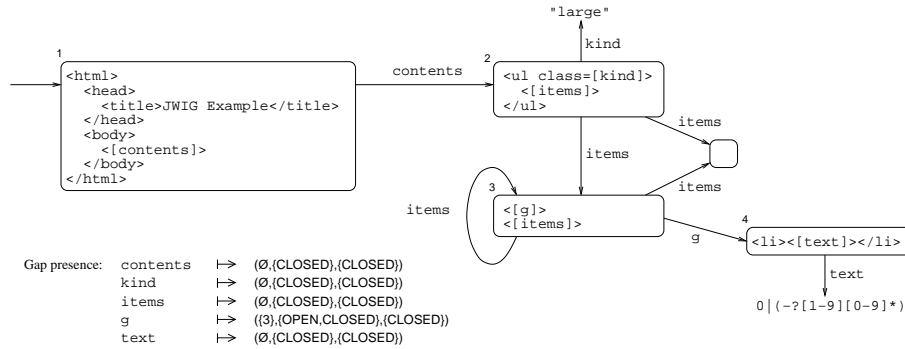 "large"
kind
1
<html>
<head>
<title>JWIG Example</title>
</head>
<body>
<[contents]>
</body>
</html>
contents
2
<ul class=[kind]>
<[items]>
</ul>
items
items
items
items
3
<[g]>
<[items]>
g
4
<li><[text]></li>
text
0|(-?[1-9][0-9]*)
Gap presence:
contents ↦ (Ø,{CLOSED},{CLOSED})
kind ↦ (Ø,{CLOSED},{CLOSED})
items ↦ (Ø,{CLOSED},{CLOSED})
g ↦ ({3},{OPEN,CLOSED},{CLOSED})
text ↦ (Ø,{CLOSED},{CLOSED})